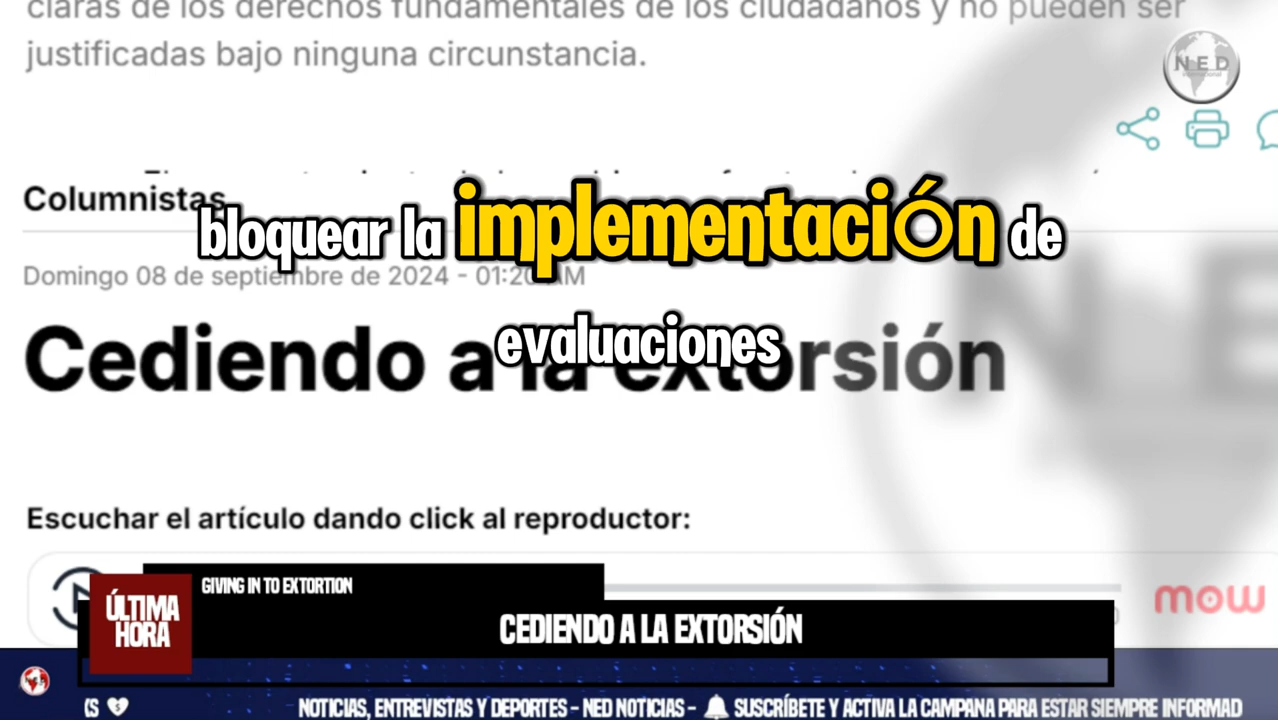 claras de los derechos fundamentales de los ciudadanos y no pueden ser
justificadas bajo ninguna circunstancia.
NED
internacional
Columnistas
bloquear la implementación de
Domingo 08 de septiembre de 2024 - 01:20 AM
evaluaciones
Cediendo a la extorsión
Escuchar el artículo dando click al reproductor:
mow
GIVING IN TO EXTORTION
ÚLTIMA
HORA
CEDIENDO A LA EXTORSIÓN
CS NOTICIAS, ENTREVISTAS Y DEPORTES - NED NOTICIAS - 🔔 SUSCRÍBETE Y ACTIVA LA CAMPANA PARA ESTAR SIEMPRE INFORMAD